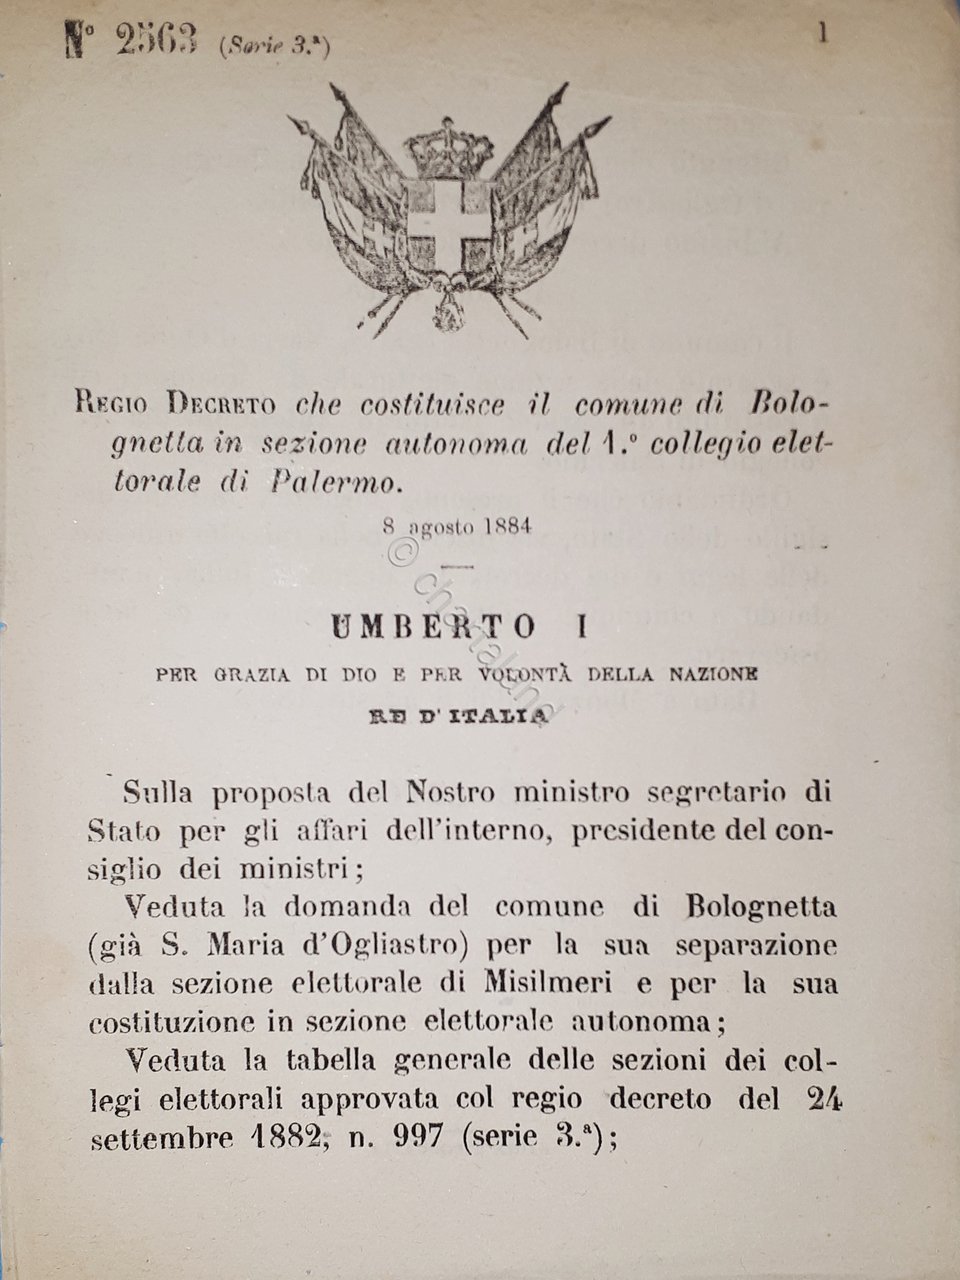 N° 2563 (Serie 3.ª)
1
REGIO DECRETO che costituisce il comune di Bolo-
gnetta in sezione autonoma del 1.° collegio elet-
torale di Palermo.
8 agosto 1884
© chartaland
UMBERTO I
PER GRAZIA DI DIO E PER VOLONTÀ DELLA NAZIONE
RE D'ITALIA
Sulla proposta del Nostro ministro segretario di
Stato per gli affari dell'interno, presidente del con-
siglio dei ministri;
Veduta la domanda del comune di Bolognetta
(già S. Maria d'Ogliastro) per la sua separazione
dalla sezione elettorale di Misilmeri e per la sua
costituzione in sezione elettorale autonoma;
Veduta la tabella generale delle sezioni dei col-
legi elettorali approvata col regio decreto del 24
settembre 1882, n. 997 (serie 3.ª);